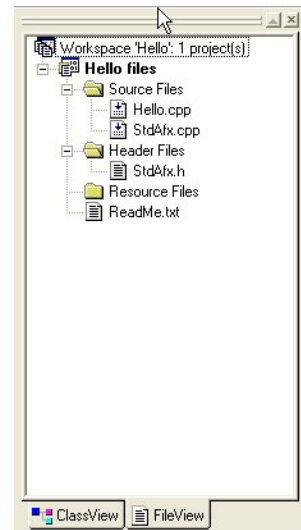 Workspace 'Hello': 1 project(s)
Hello files
Source Files
Hello.cpp
StdAfx.cpp
Header Files
StdAfx.h
Resource Files
ReadMe.txt
ClassView FileView